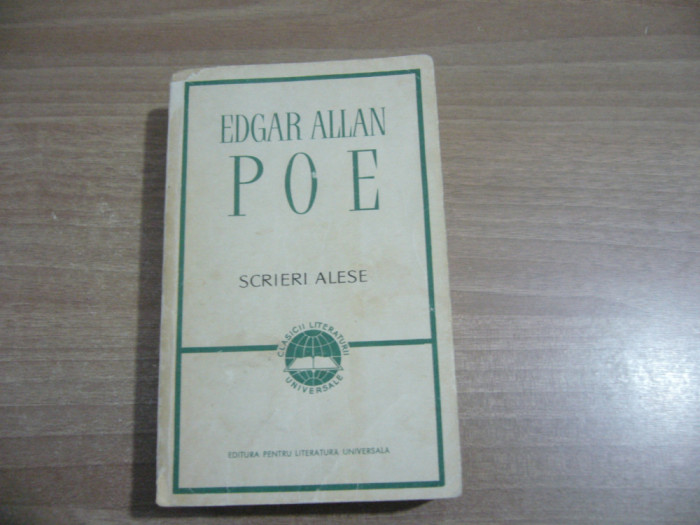 EDGAR ALLAN
POE
SCRIERI ALESE
CLASICII LITERATURII
UNIVERSALE
EDITURA PENTRU LITERATURA UNIVERSALA